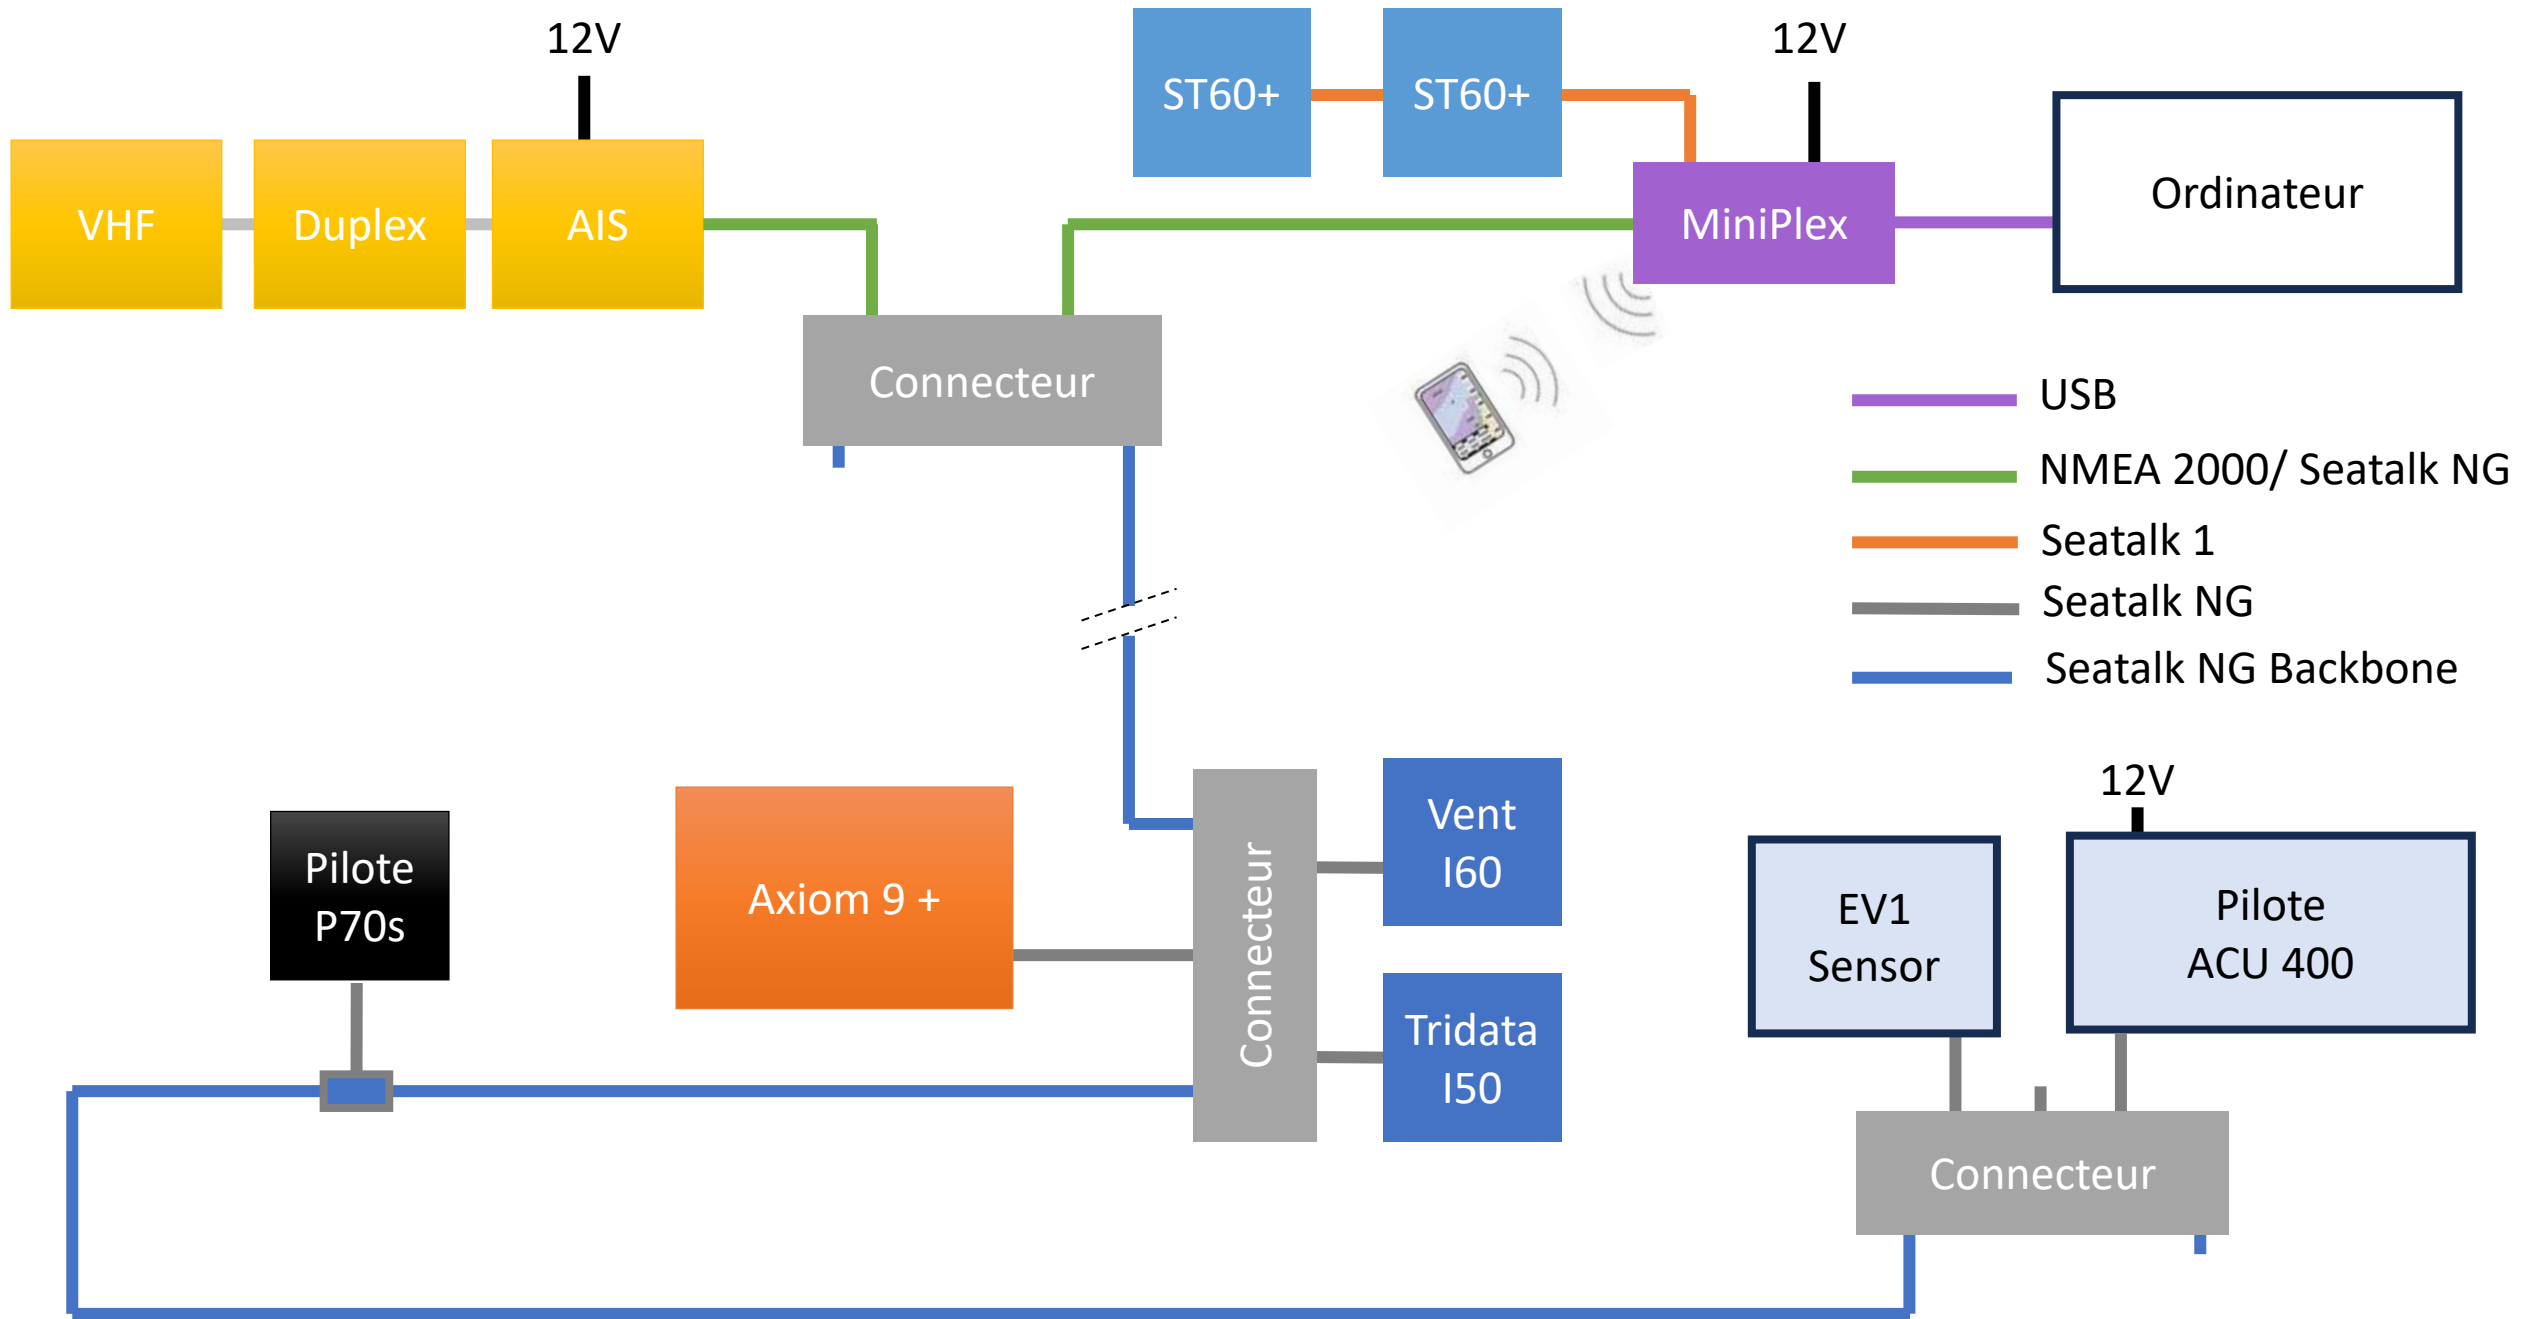 12V
12V
ST60+
ST60+
VHF
Duplex
AIS
MiniPlex
Ordinateur
Connecteur
USB
NMEA 2000/ Seatalk NG
Seatalk 1
Seatalk NG
Seatalk NG Backbone
Pilote
P70s
Axiom 9 +
Connecteur
Vent
I60
Tridata
I50
12V
EV1
Sensor
Pilote
ACU 400
Connecteur